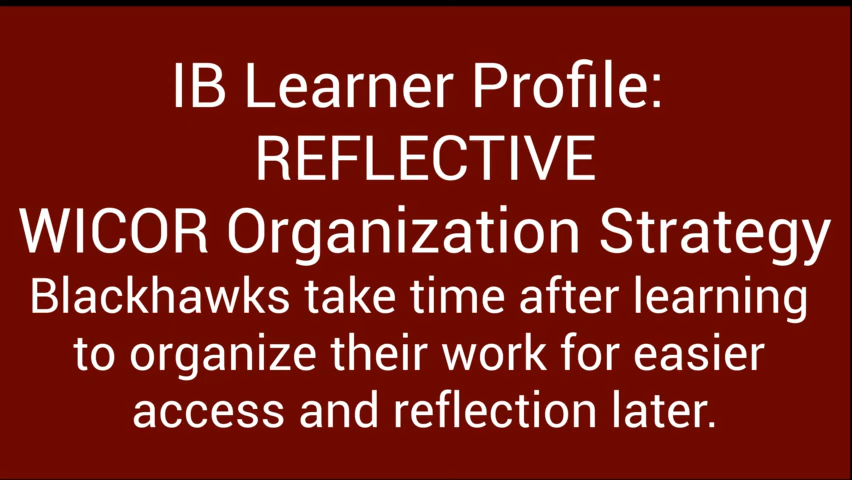 IB Learner Profile:
REFLECTIVE
WICOR Organization Strategy
Blackhawks take time after learning
to organize their work for easier
access and reflection later.